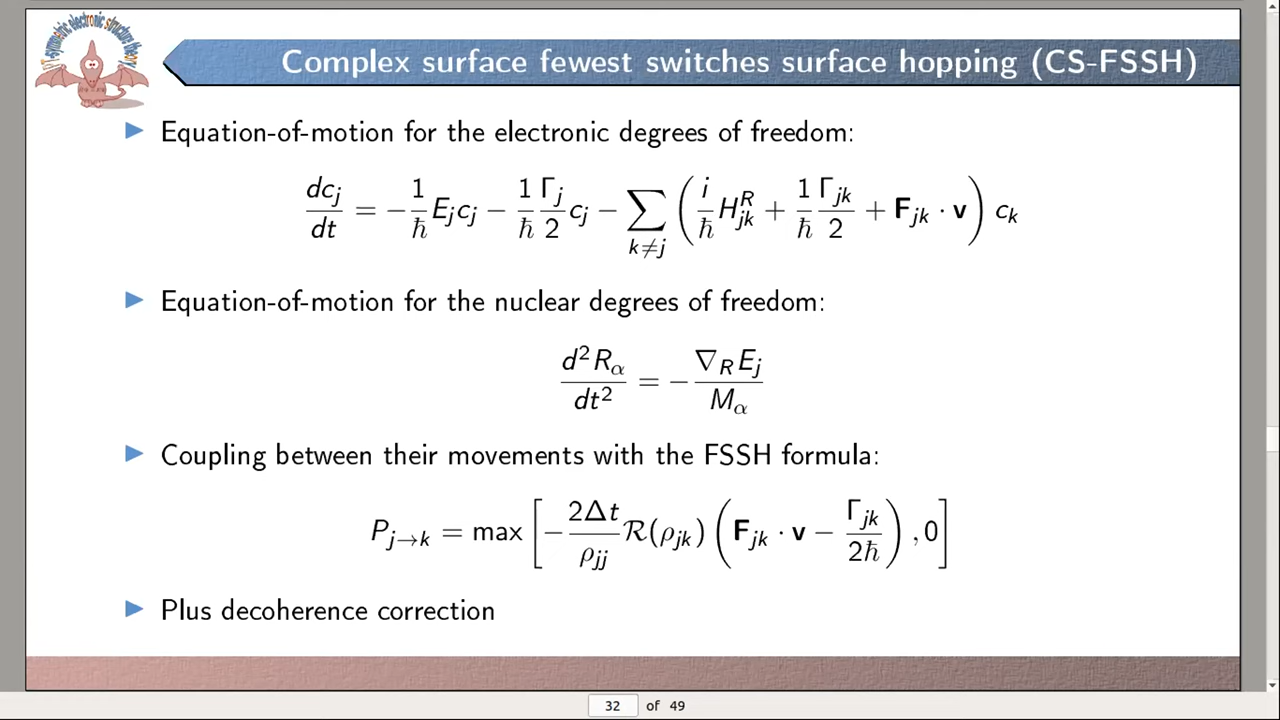 Complex surface fewest switches surface hopping (CS-FSSH)
Equation-of-motion for the electronic degrees of freedom:
dc_j/dt = −1/ħ E_j c_j − 1/ħ Γ_j/2 c_j − ∑_{k≠j} (i/ħ H^R_{jk} + 1/ħ Γ_{jk}/2 + F_{jk} · v) c_k
Equation-of-motion for the nuclear degrees of freedom:
d²R_α/dt² = −∇_R E_j/M_α
Coupling between their movements with the FSSH formula:
P_{j→k} = max [−2Δt/ρ_{jj} ℛ(ρ_{jk}) (F_{jk} · v − Γ_{jk}/2ħ), 0]
Plus decoherence correction
32 of 49